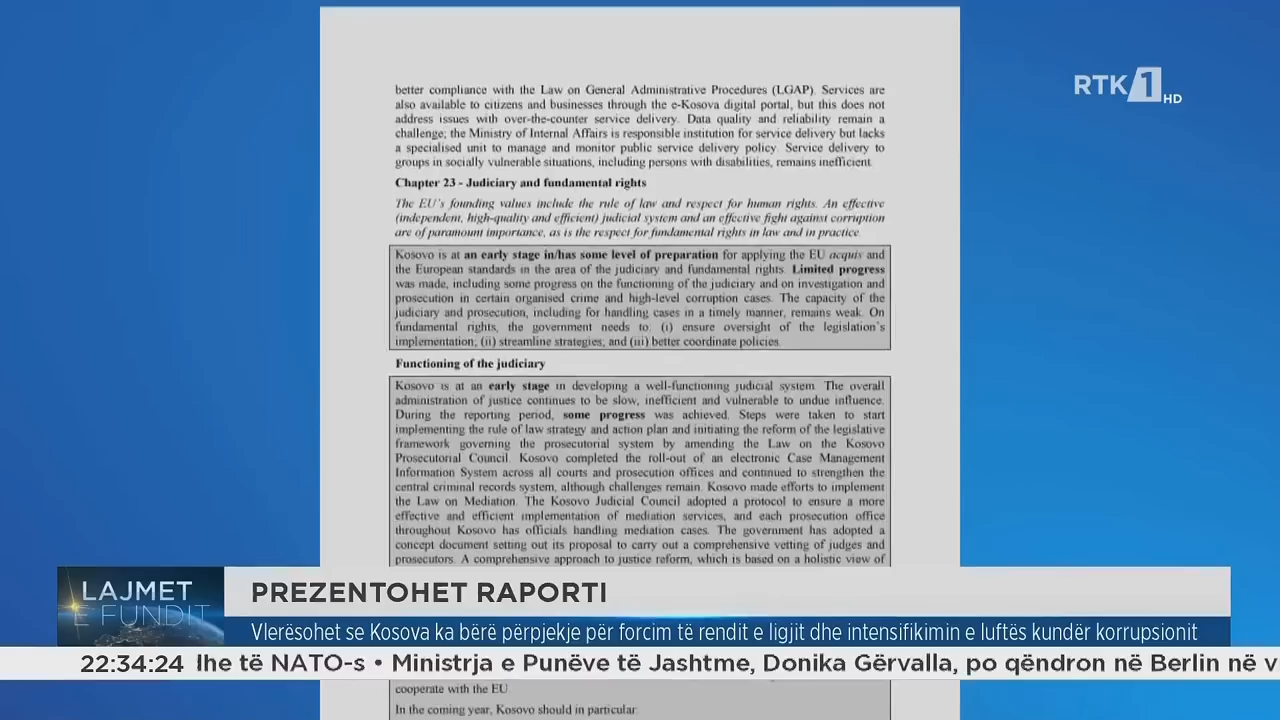 better compliance with the Law on General Administrative Procedures (LGAP). Services are
also available to citizens and businesses through the e-Kosova digital portal, but this does not
address issues with over-the-counter service delivery. Data quality and reliability remain a
challenge; the Ministry of Internal Affairs is responsible institution for service delivery but lacks
a specialised unit to manage and monitor public service delivery policy. Service delivery to
groups in socially vulnerable situations, including persons with disabilities, remains inefficient.
Chapter 23 - Judiciary and fundamental rights
The EU's founding values include the rule of law and respect for human rights. An effective
(independent, high-quality and efficient) judicial system and an effective fight against corruption
are of paramount importance, as is the respect for fundamental rights in law and in practice.
Kosovo is at an early stage in/has some level of preparation for applying the EU acquis and
the European standards in the area of the judiciary and fundamental rights. Limited progress
was made, including some progress on the functioning of the judiciary and on investigation and
prosecution in certain organised crime and high-level corruption cases. The capacity of the
judiciary and prosecution, including for handling cases in a timely manner, remains weak. On
fundamental rights, the government needs to: (i) ensure oversight of the legislation's
implementation; (ii) streamline strategies; and (iii) better coordinate policies.
Functioning of the judiciary
Kosovo is at an early stage in developing a well-functioning judicial system. The overall
administration of justice continues to be slow, inefficient and vulnerable to undue influence.
During the reporting period, some progress was achieved. Steps were taken to start
implementing the rule of law strategy and action plan and initiating the reform of the legislative
framework governing the prosecutorial system by amending the Law on the Kosovo
Prosecutorial Council. Kosovo completed the roll-out of an electronic Case Management
Information System across all courts and prosecution offices and continued to strengthen the
central criminal records system, although challenges remain. Kosovo made efforts to implement
the Law on Mediation. The Kosovo Judicial Council adopted a protocol to ensure a more
effective and efficient implementation of mediation services, and each prosecution office
throughout Kosovo has officials handling mediation cases. The government has adopted a
concept document setting out its proposal to carry out a comprehensive vetting of judges and
prosecutors. A comprehensive approach to justice reform, which is based on a holistic view of
RTK 1 HD
LAJMET
E FUNDIT
PREZENTOHET RAPORTI
Vlerësohet se Kosova ka bërë përpjekje për forcim të rendit e ligjit dhe intensifikimin e luftës kundër korrupsionit
22:34:24 lhe të NATO-s • Ministrja e Punëve të Jashtme, Donika Gërvalla, po qëndron në Berlin në v
cooperate with the EU.
In the coming year, Kosovo should in particular: